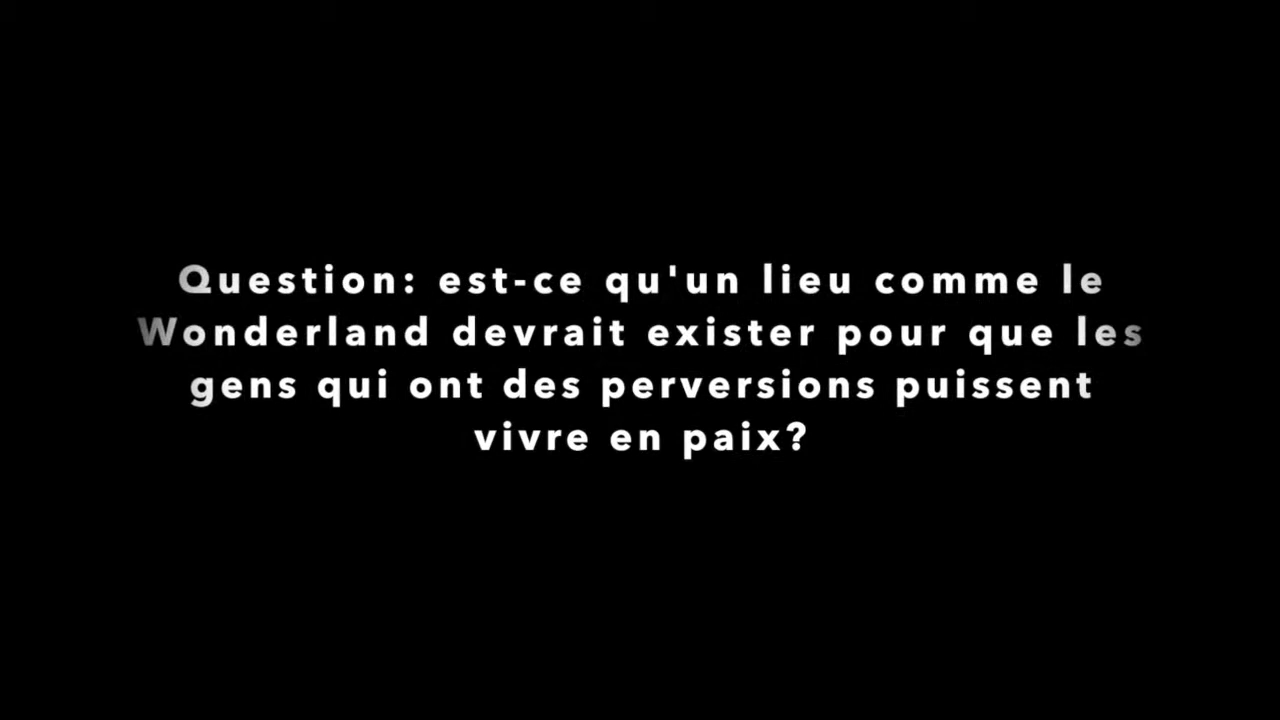 Question: est-ce qu'un lieu comme le
Wonderland devrait exister pour que les
gens qui ont des perversions puissent
vivre en paix?